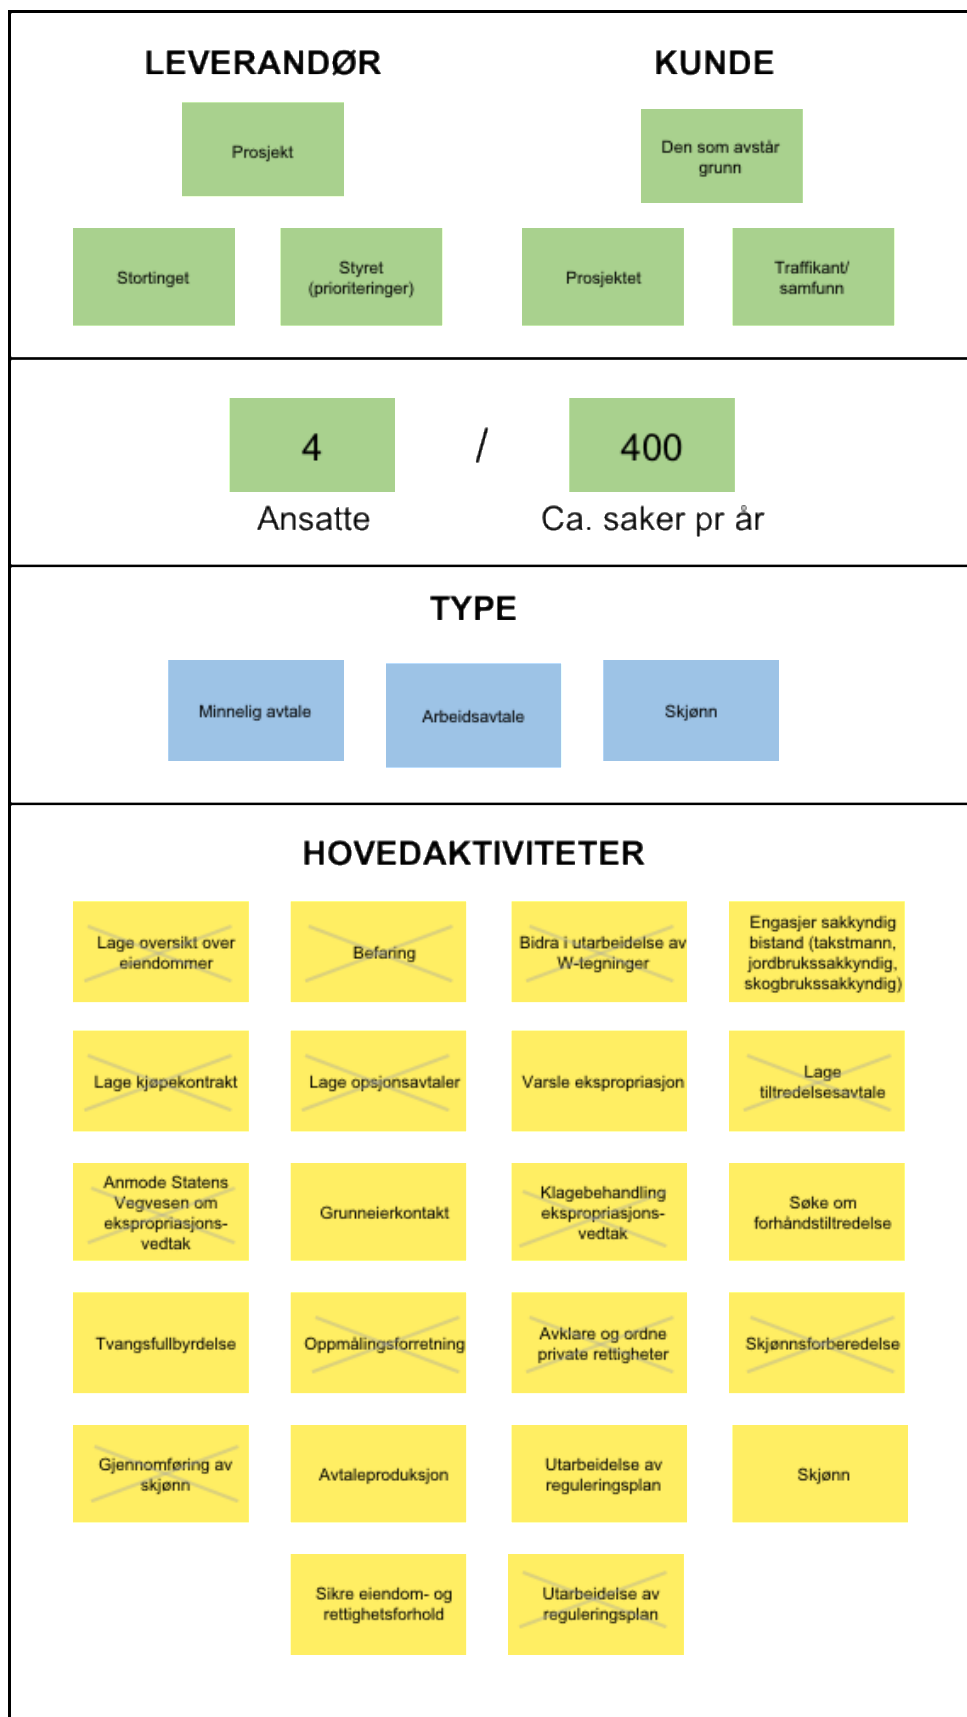 LEVERANDØR
KUNDE
Prosjekt
Den som avstår
grunn
Stortinget
Styret
(prioriteringer)
Prosjektet
Traffikant/
samfunn
4
/
400
Ansatte
Ca. saker pr år
TYPE
Minnelig avtale
Arbeidsavtale
Skjønn
HOVEDAKTIVITETER
Lage oversikt over
eiendommer
Befaring
Bidra i utarbeidelse av
W-tegninger
Engasjer sakkyndig
bistand (takstmann,
jordbrukssakkyndig,
skogbrukssakkyndig)
Lage kjøpekontrakt
Lage opsjonsavtaler
Varsle ekspropriasjon
Lage
tiltredelsesavtale
Anmode Statens
Vegvesen om
ekspropriasjons-
vedtak
Grunneierkontakt
Klagebehandling
ekspropriasjons-
vedtak
Søke om
forhåndstiltredelse
Tvangsfullbyrdelse
Oppmålingsforretning
Avklare og ordne
private rettigheter
Skjønnsforberedelse
Gjennomføring av
skjønn
Avtaleproduksjon
Utarbeidelse av
reguleringsplan
Skjønn
Sikre eiendom- og
rettighetsforhold
Utarbeidelse av
reguleringsplan